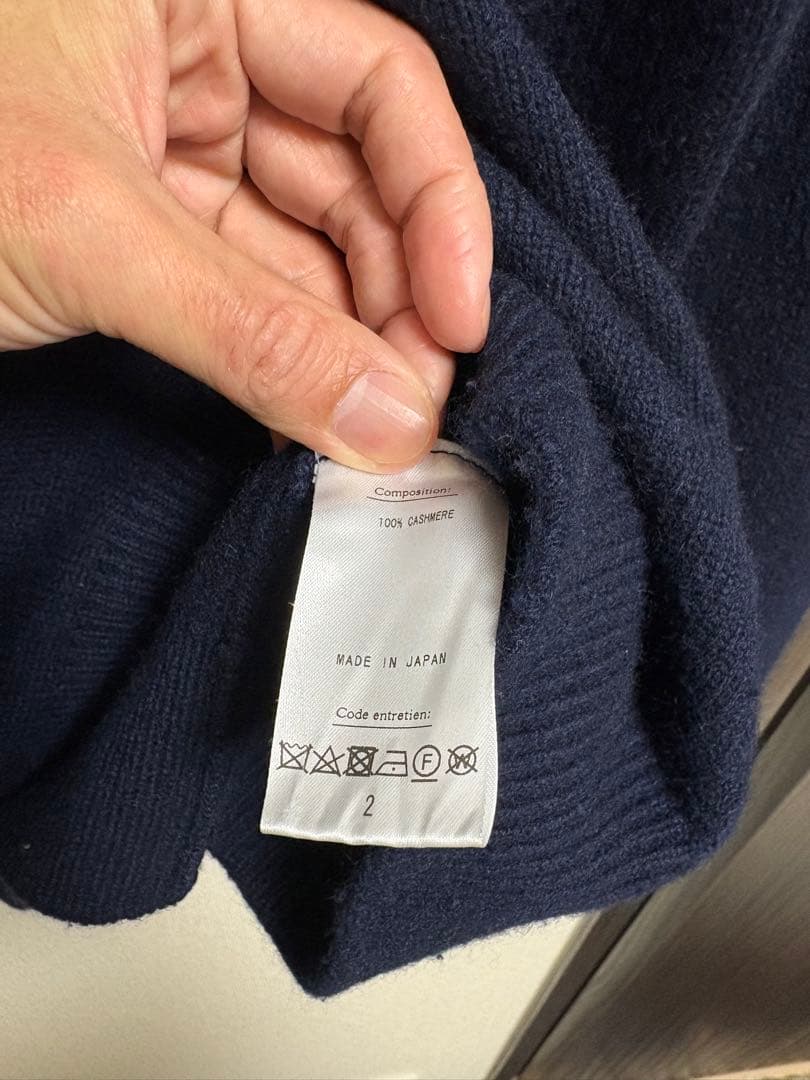 Composition:
100% CASHMERE
MADE IN JAPAN
Code entretien:
F W
2